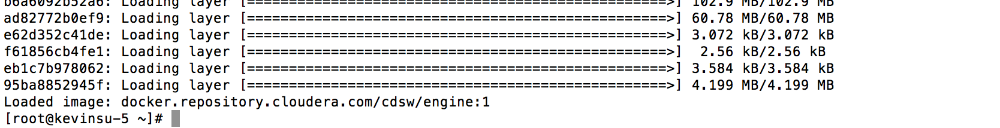 b6a6092b52a6: Loading layer [==================================================>] 102.9 MB/102.9 MB
ad82772b0ef9: Loading layer [==================================================>] 60.78 MB/60.78 MB
e62d352c41de: Loading layer [==================================================>] 3.072 kB/3.072 kB
f61856cb4fe1: Loading layer [==================================================>]  2.56 kB/2.56 kB
eb1c7b978062: Loading layer [==================================================>] 3.584 kB/3.584 kB
95ba8852945f: Loading layer [==================================================>] 4.199 MB/4.199 MB
Loaded image: docker.repository.cloudera.com/cdsw/engine:1
[root@kevinsu-5 ~]#